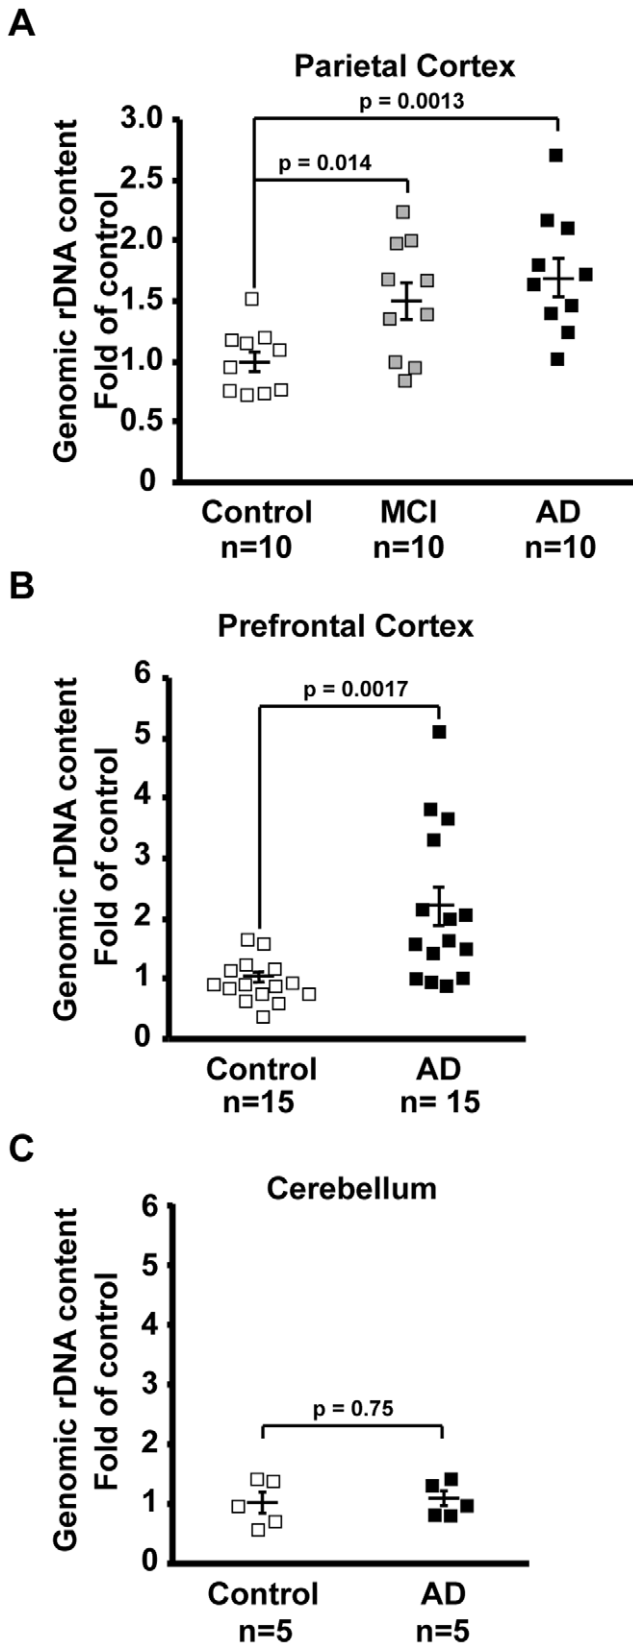 A
Parietal Cortex
p = 0.0013
p = 0.014
Genomic rDNA content
Fold of control
3.0
2.5
2.0
1.5
1.0
0.5
0
Control MCI AD
n=10 n=10 n=10
B
Prefrontal Cortex
p = 0.0017
Genomic rDNA content
Fold of control
6
5
4
3
2
1
0
Control AD
n=15 n= 15
C
Cerebellum
Genomic rDNA content
Fold of control
6
5
4
3
2
1
0
p = 0.75
Control AD
n=5 n=5